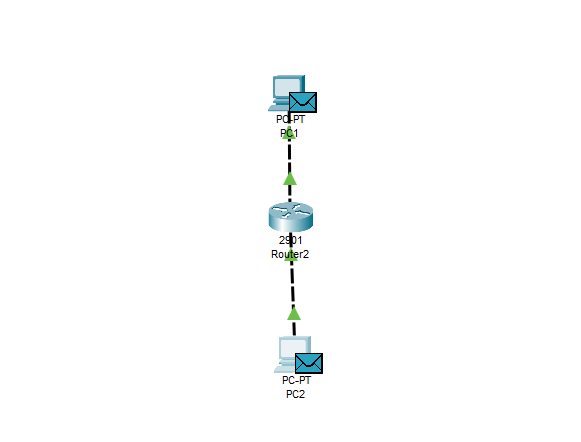 PC-PT
PC1
2901
Router2
PC-PT
PC2